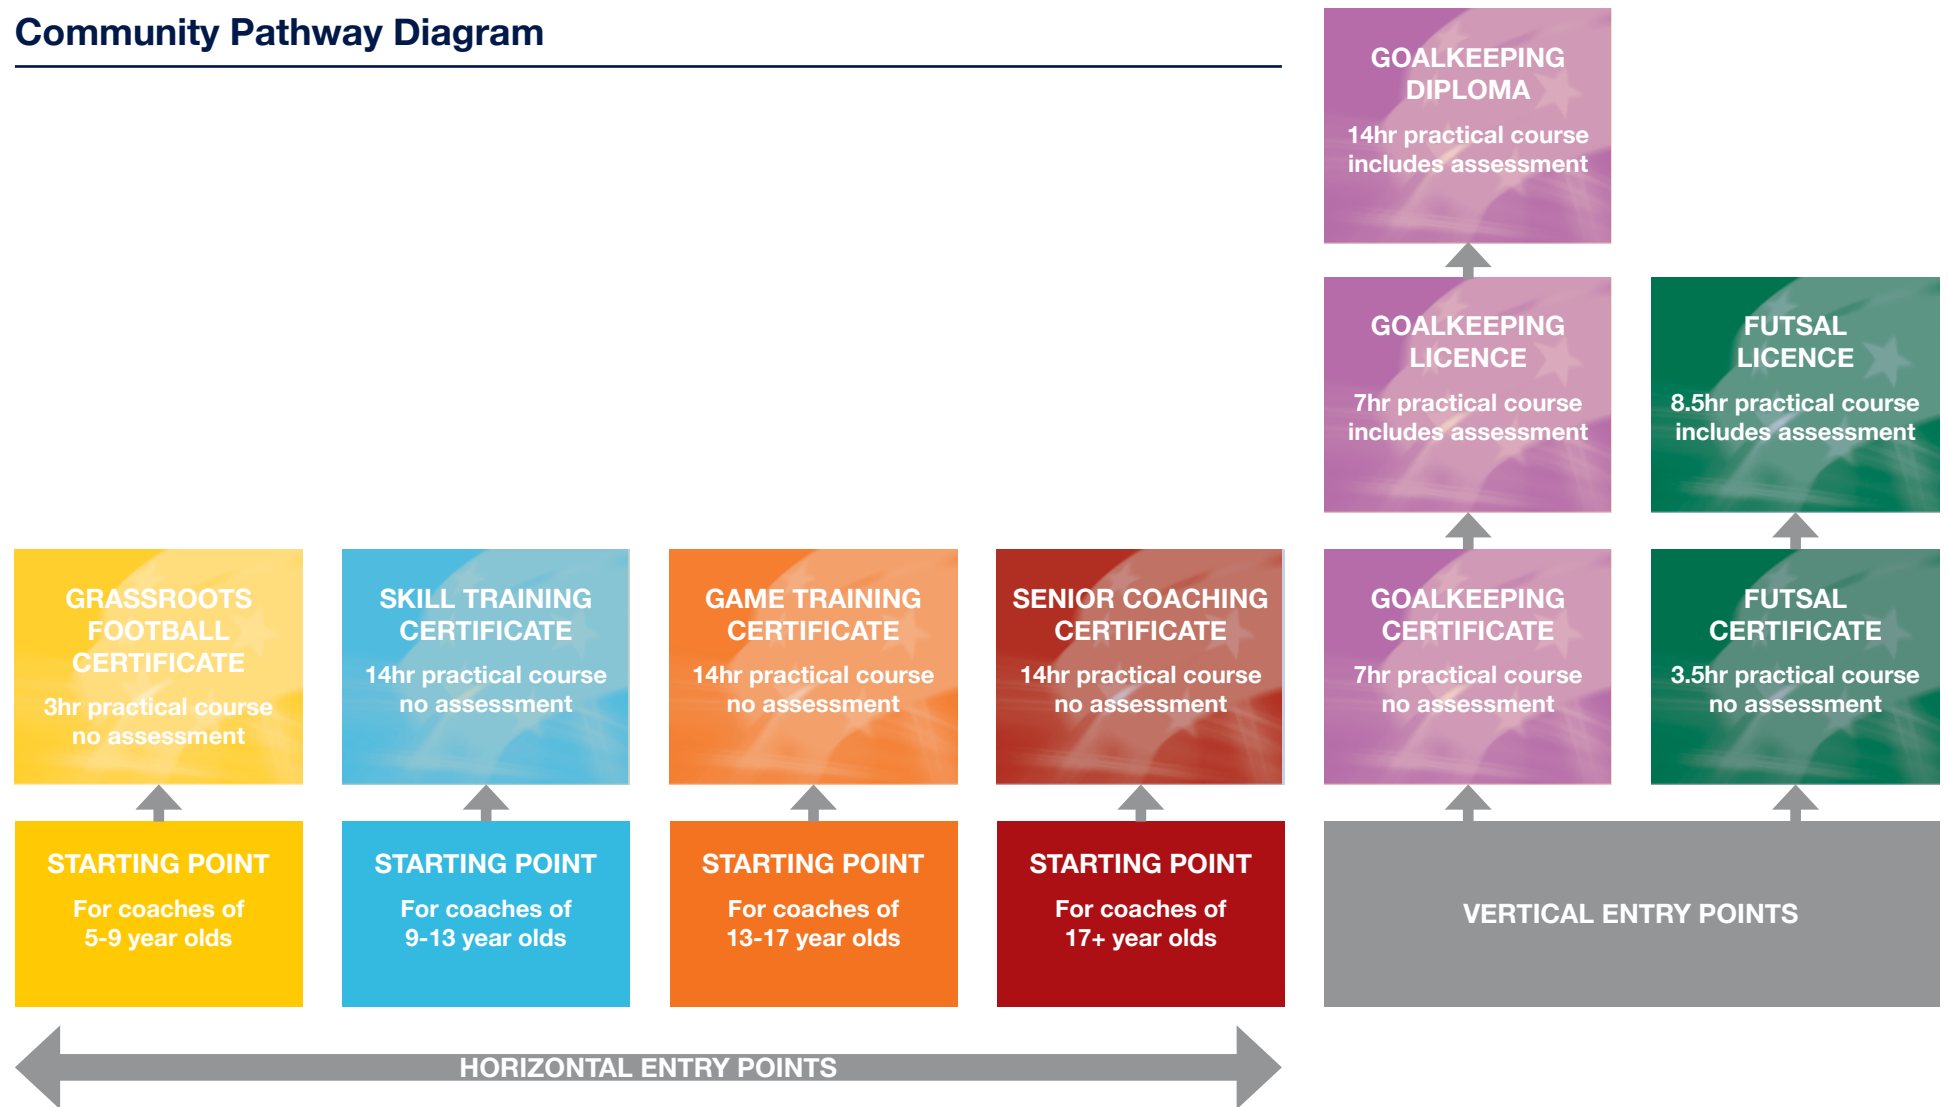 Community Pathway Diagram
GOALKEEPING
DIPLOMA
14hr practical course
includes assessment
GOALKEEPING
LICENCE
7hr practical course
includes assessment
FUTSAL
LICENCE
8.5hr practical course
includes assessment
GRASSROOTS
FOOTBALL
CERTIFICATE
3hr practical course
no assessment
SKILL TRAINING
CERTIFICATE
14hr practical course
no assessment
GAME TRAINING
CERTIFICATE
14hr practical course
no assessment
SENIOR COACHING
CERTIFICATE
14hr practical course
no assessment
GOALKEEPING
CERTIFICATE
7hr practical course
no assessment
FUTSAL
CERTIFICATE
3.5hr practical course
no assessment
STARTING POINT
For coaches of
5-9 year olds
STARTING POINT
For coaches of
9-13 year olds
STARTING POINT
For coaches of
13-17 year olds
STARTING POINT
For coaches of
17+ year olds
VERTICAL ENTRY POINTS
HORIZONTAL ENTRY POINTS